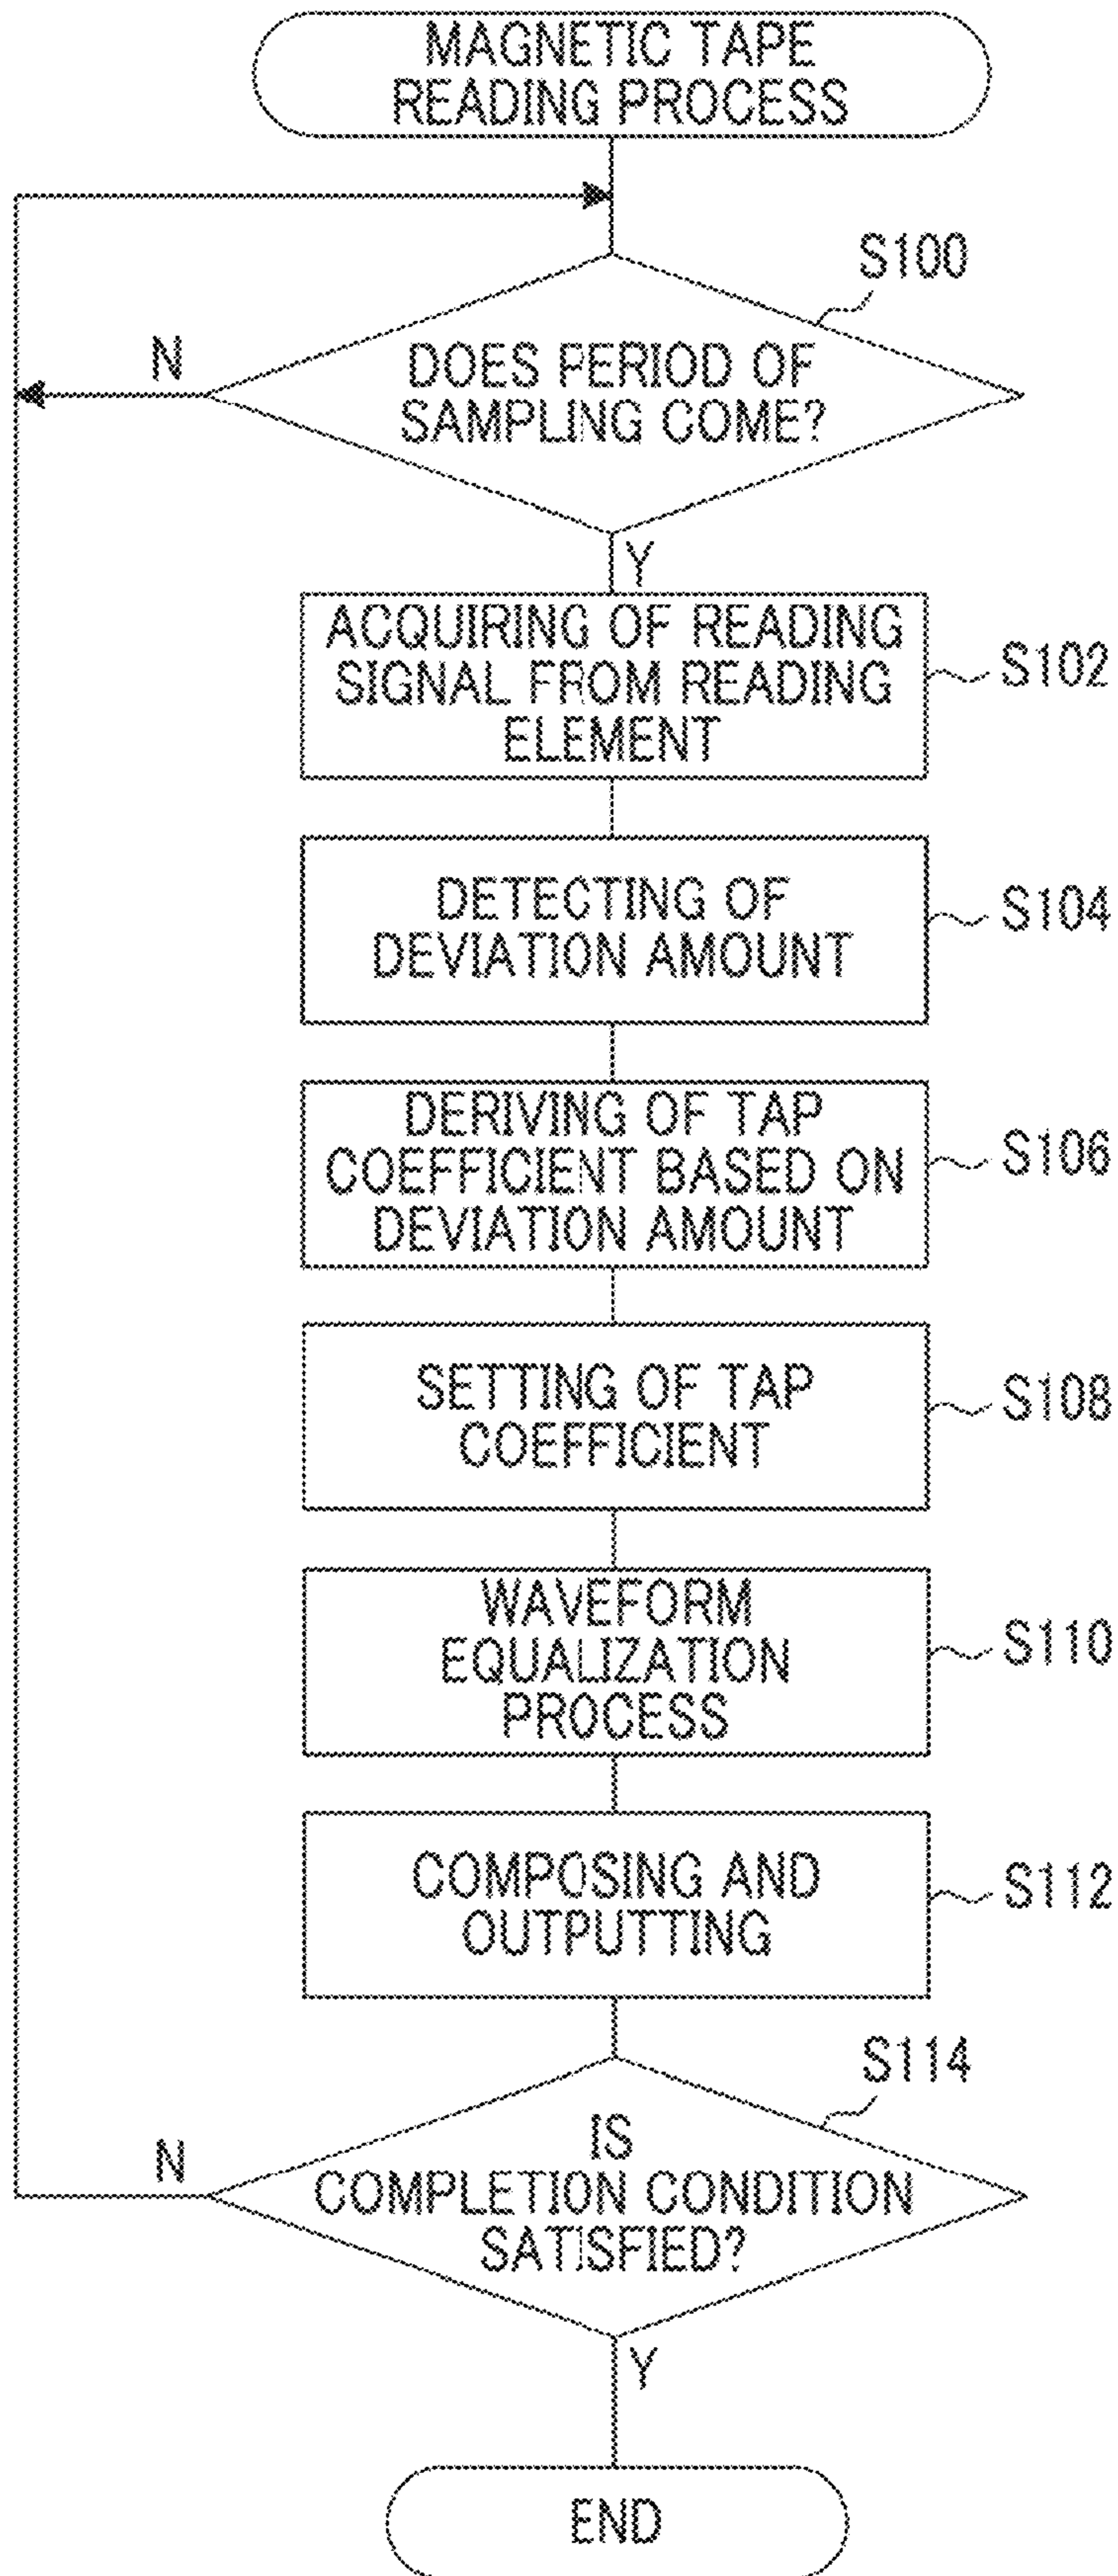 MAGNETIC TAPE
READING PROCESS
S100
N
DOES PERIOD OF
SAMPLING COME?
Y
ACQUIRING OF READING
SIGNAL FROM READING
ELEMENT
S102
DETECTING OF
DEVIATION AMOUNT
S104
DERIVING OF TAP
COEFFICIENT BASED ON
DEVIATION AMOUNT
S106
SETTING OF TAP
COEFFICIENT
S108
WAVEFORM
EQUALIZATION
PROCESS
S110
COMPOSING AND
OUTPUTTING
S112
S114
N
IS
COMPLETION CONDITION
SATISFIED?
Y
END